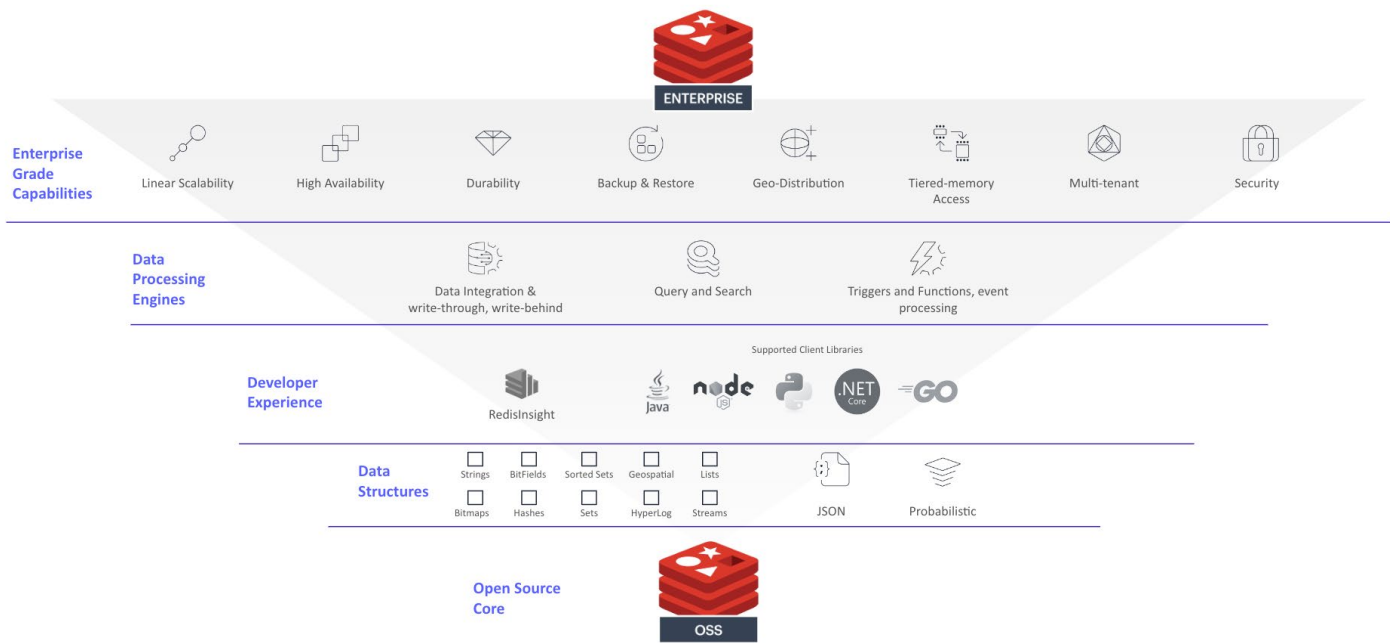 ENTERPRISE
Enterprise
Grade
Capabilities
Linear Scalability
High Availability
Durability
Backup & Restore
Geo-Distribution
Tiered-memory
Access
Multi-tenant
Security
Data
Processing
Engines
Data Integration &
write-through, write-behind
Query and Search
Triggers and Functions, event
processing
Developer
Experience
RedisInsight
Supported Client Libraries
Java
node
JS
.NET
Core
GO
Data
Structures
Strings
BitFields
Sorted Sets
Geospatial
Lists
Bitmaps
Hashes
Sets
HyperLog
Streams
{;}
JSON
Probabilistic
Open Source
Core
OSS